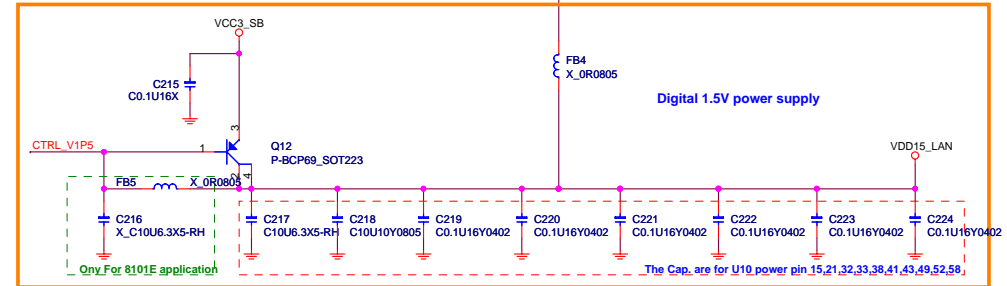 VCC3_SB
FB4
X_0R0805
C215
C0.1U16X
Digital 1.5V power supply
3
CTRL_V1P5
1
Q12
P-BCP69_SOT223
VDD15_LAN
2
4
FB5
X_0R0805
C216
X_C10U6.3X5-RH
C217
C10U6.3X5-RH
C218
C10U10Y0805
C219
C0.1U16Y0402
C220
C0.1U16Y0402
C221
C0.1U16Y0402
C222
C0.1U16Y0402
C223
C0.1U16Y0402
C224
C0.1U16Y0402
Ony For 8101E application
The Cap. are for U10 power pin 15,21,32,33,38,41,43,49,52,58